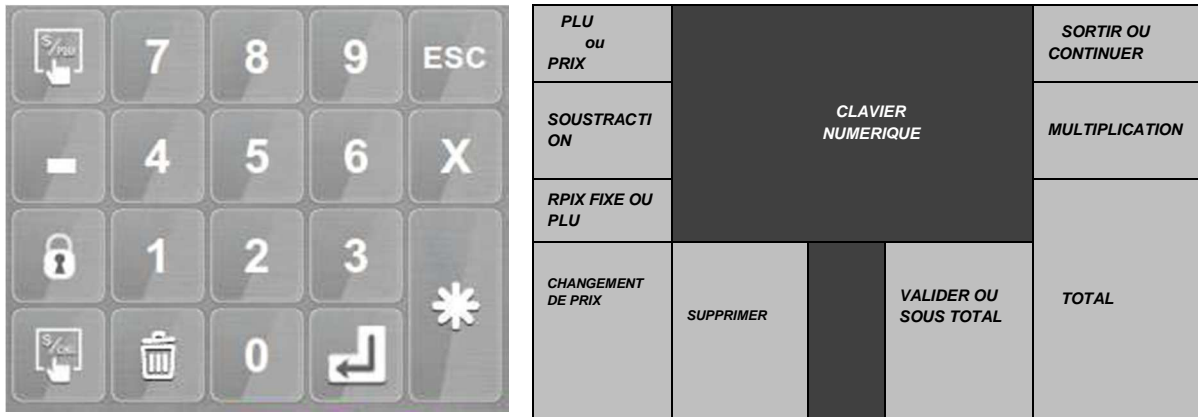 7 8 9 ESC
- 4 5 6 X
1 2 3
0 *
PLU
ou
PRIX
SORTIR OU
CONTINUER
CLAVIER
NUMERIQUE
SOUSTRACTI
ON
MULTIPLICATION
RPIX FIXE OU
PLU
CHANGEMENT
DE PRIX
SUPPRIMER
VALIDER OU
SOUS TOTAL
TOTAL